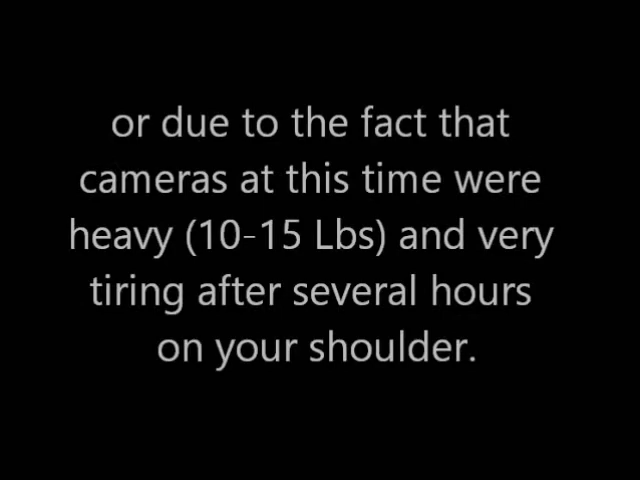 or due to the fact that
cameras at this time were
heavy (10-15 Lbs) and very
tiring after several hours
on your shoulder.